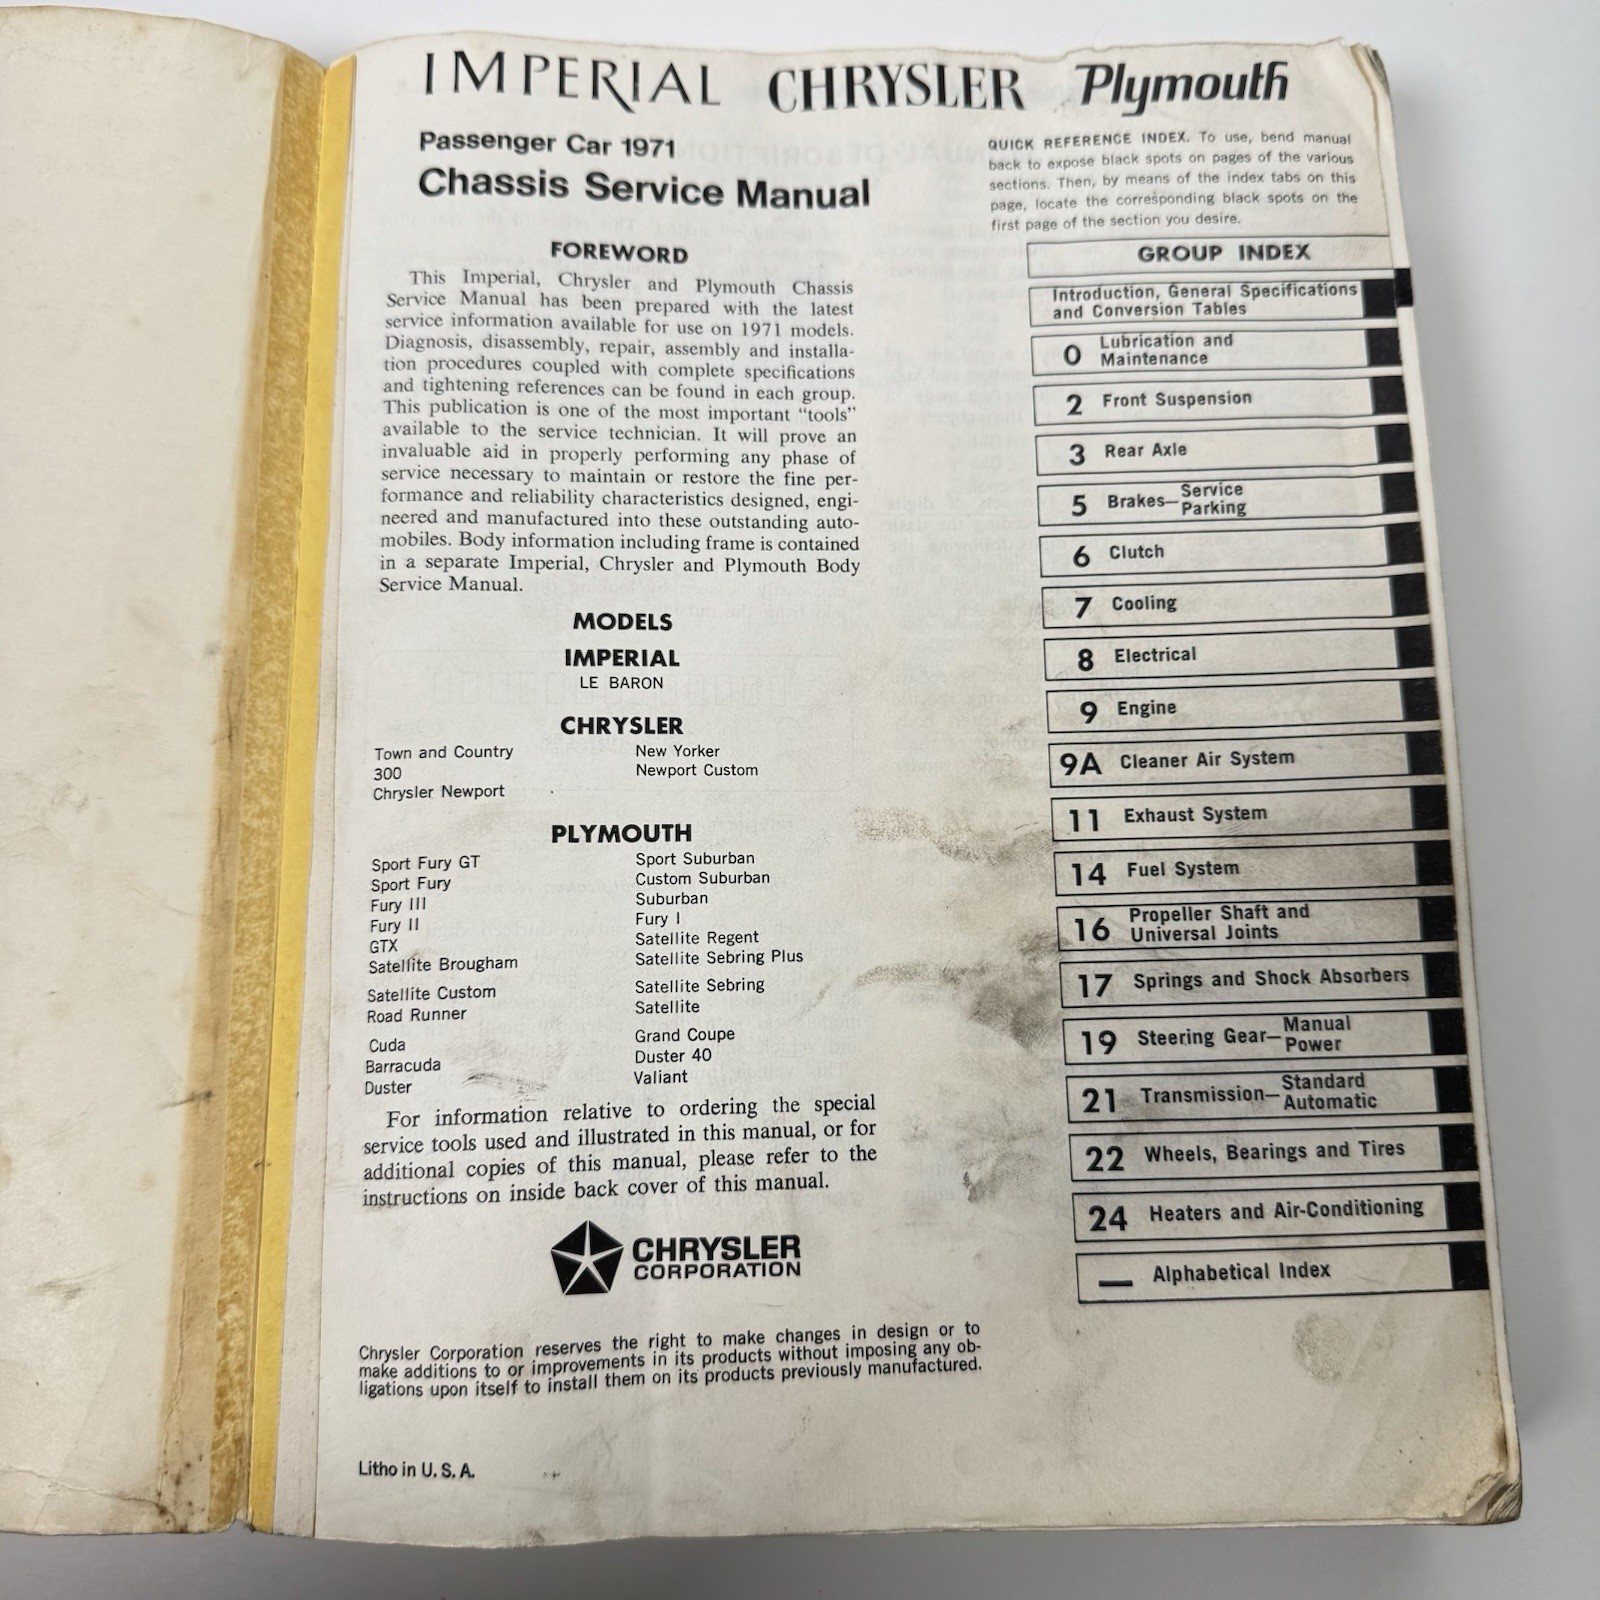 IMPERIAL CHRYSLER Plymouth
Passenger Car 1971
Chassis Service Manual
FOREWORD
This Imperial, Chrysler and Plymouth Chassis
Service Manual has been prepared with the latest
service information available for use on 1971 models.
Diagnosis, disassembly, repair, assembly and installa-
tion procedures coupled with complete specifications
and tightening references can be found in each group.
This publication is one of the most important “tools”
available to the service technician. It will prove an
invaluable aid in properly performing any phase of
service necessary to maintain or restore the fine per-
formance and reliability characteristics designed, engi-
neered and manufactured into these outstanding auto-
mobiles. Body information including frame is contained
in a separate Imperial, Chrysler and Plymouth Body
Service Manual.
MODELS
IMPERIAL
LE BARON
CHRYSLER
Town and Country
300
Chrysler Newport
New Yorker
Newport Custom
PLYMOUTH
Sport Fury GT
Sport Fury
Fury III
Fury II
GTX
Satellite Brougham
Satellite Custom
Road Runner
Cuda
Barracuda
Duster
Sport Suburban
Custom Suburban
Suburban
Fury I
Satellite Regent
Satellite Sebring Plus
Satellite Sebring
Satellite
Grand Coupe
Duster 40
Valiant
For information relative to ordering the special
service tools used and illustrated in this manual, or for
additional copies of this manual, please refer to the
instructions on inside back cover of this manual.
CHRYSLER
CORPORATION
Chrysler Corporation reserves the right to make changes in design or to
make additions to or improvements in its products without imposing any ob-
ligations upon itself to install them on its products previously manufactured.
Litho in U. S. A.
QUICK REFERENCE INDEX. To use, bend manual
back to expose black spots on pages of the various
sections. Then, by means of the index tabs on this
page, locate the corresponding black spots on the
first page of the section you desire.
GROUP INDEX
Introduction, General Specifications
and Conversion Tables
0 Lubrication and
Maintenance
2 Front Suspension
3 Rear Axle
5 Brakes—Service
Parking
6 Clutch
7 Cooling
8 Electrical
9 Engine
9A Cleaner Air System
11 Exhaust System
14 Fuel System
16 Propeller Shaft and
Universal Joints
17 Springs and Shock Absorbers
19 Steering Gear—Manual
Power
21 Transmission—Standard
Automatic
22 Wheels, Bearings and Tires
24 Heaters and Air-Conditioning
— Alphabetical Index